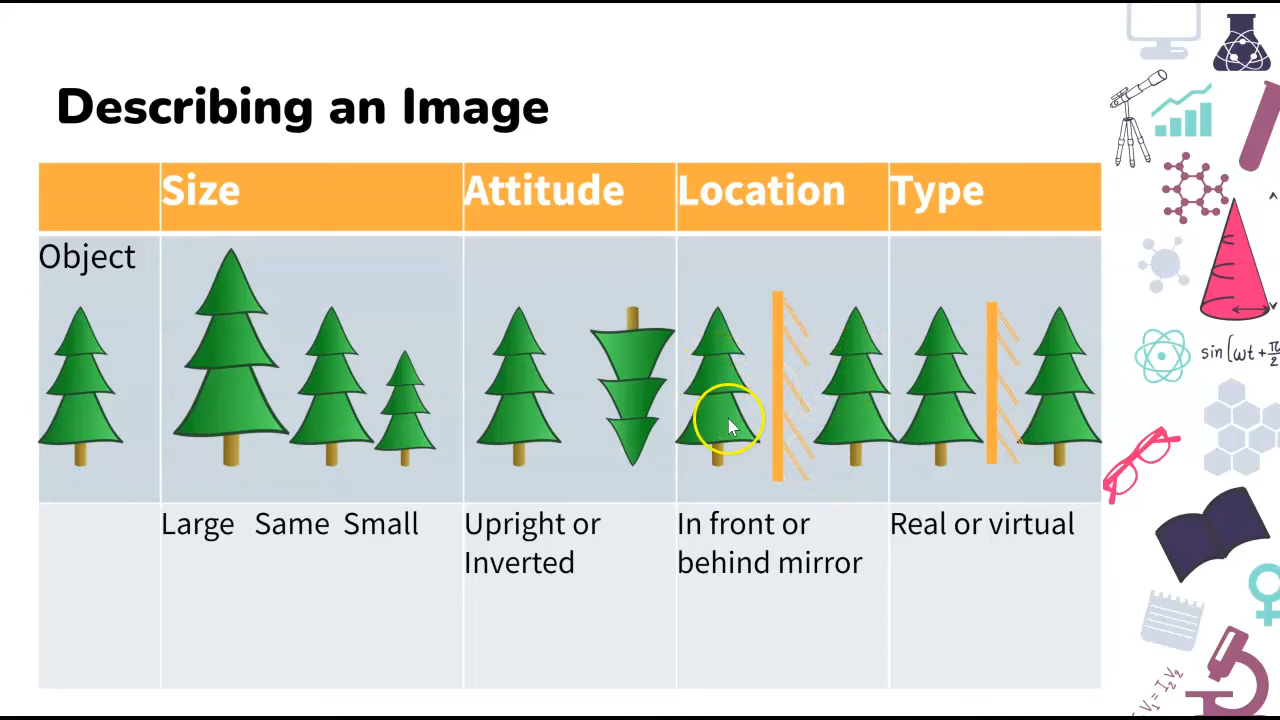 Describing an Image
Size
Attitude
Location
Type
Object
Large Same Small
Upright or
Inverted
In front or
behind mirror
Real or virtual